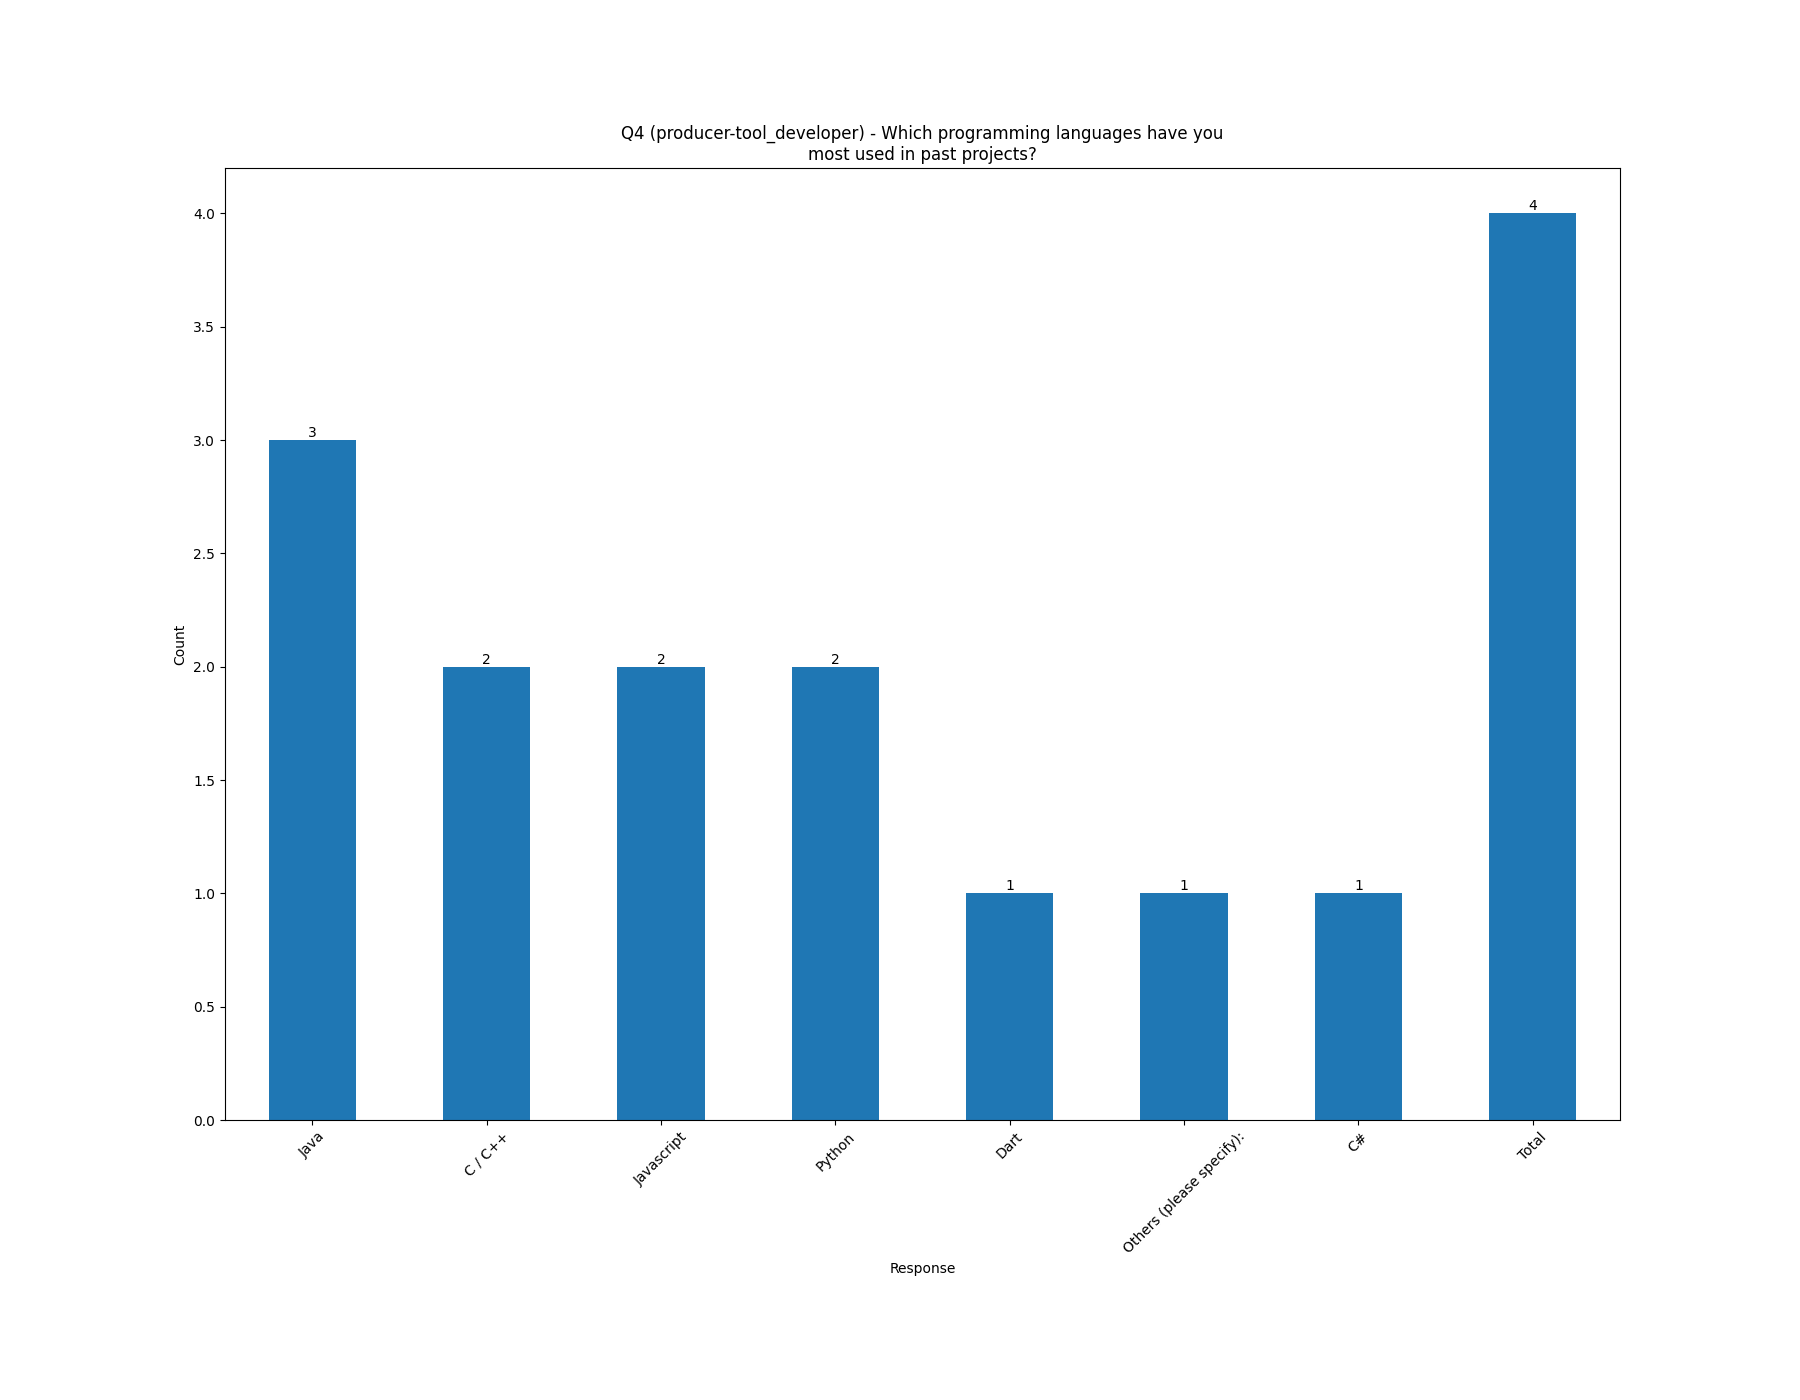 Q4 (producer-tool_developer) - Which programming languages have you
most used in past projects?
Count
4.0
3.5
3.0
2.5
2.0
1.5
1.0
0.5
0.0
3
2
2
2
1
1
1
4
Java
C / C++
Javascript
Python
Dart
Others (please specify):
C#
Total
Response